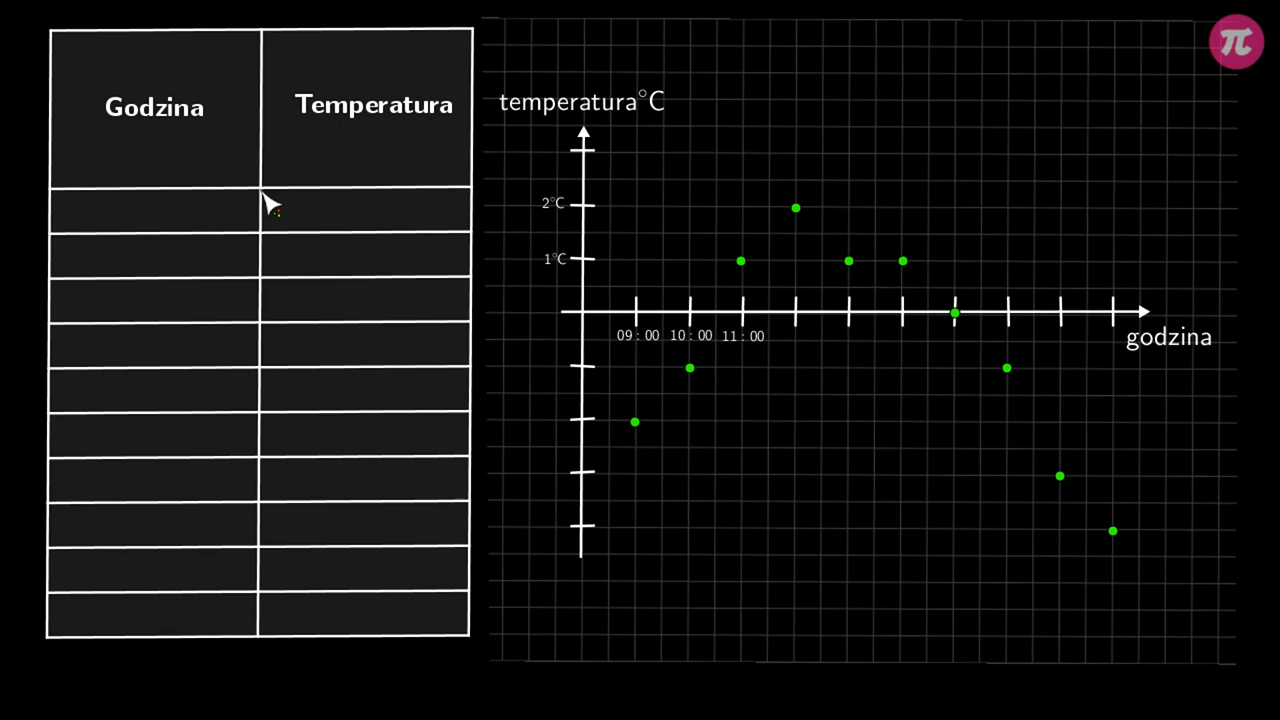 Godzina
Temperatura
temperatura°C
2°C
1°C
09:00 10:00 11:00
godzina
π